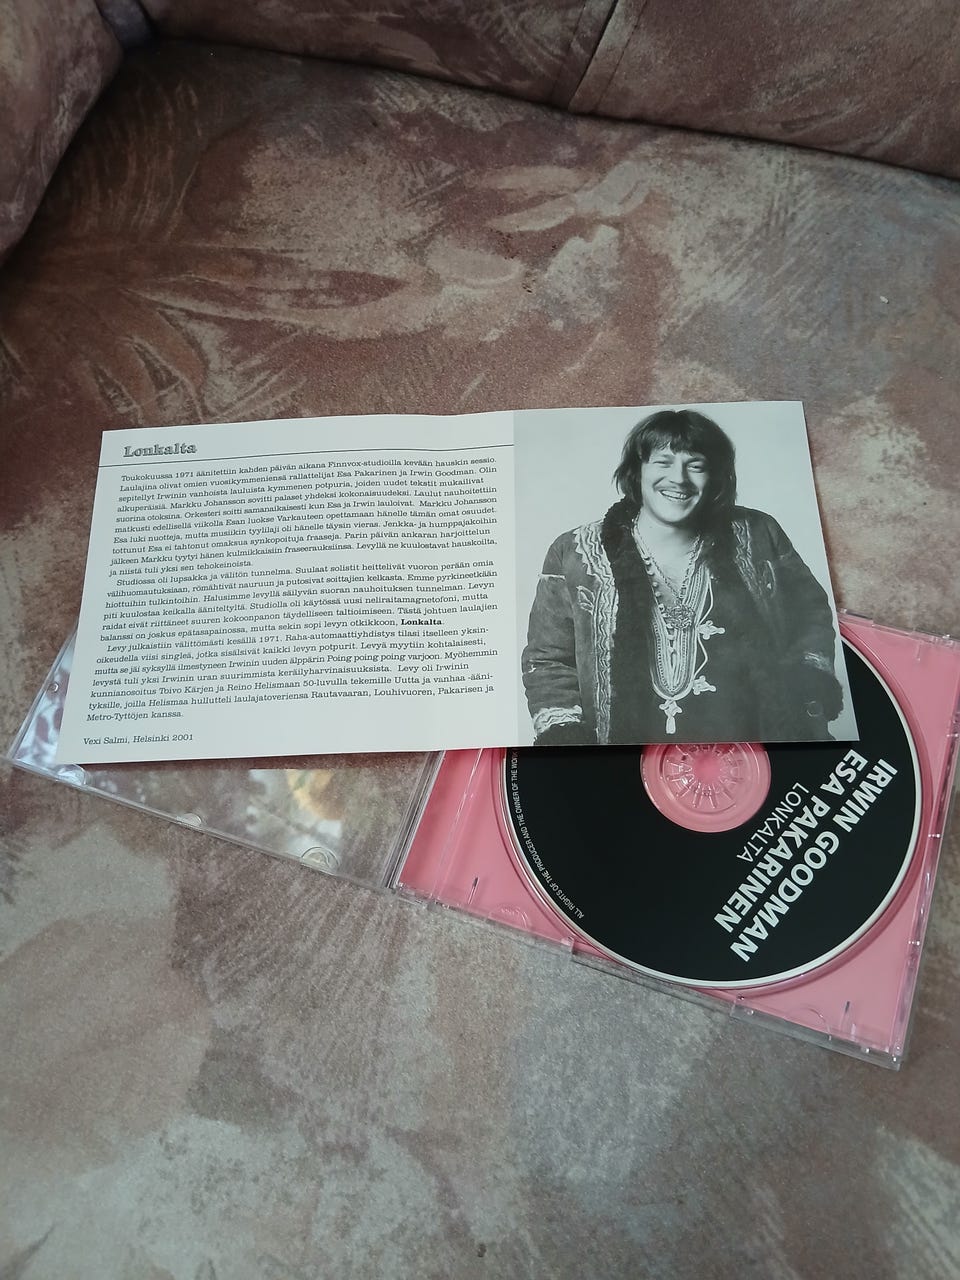 Lonkalta
Toukokuussa 1971 äänitettiin kahden päivän aikana Finnvox-studioilla kevään hauskin sessio.
Laulajina olivat omien vuosikymmeniensä rallattelijat Esa Pakarinen ja Irwin Goodman. Olin
sepitellyt Irwinin vanhoista lauluista kymmenen potpuria, joiden uudet tekstit mukailivat
alkuperäisiä. Markku Johansson sovitti palaset yhdeksi kokonaisuudeksi. Laulut nauhoitettiin
suorina otoksina. Orkesteri soitti samanaikaisesti kun Esa ja Irwin lauloivat. Markku Johansson
matkusti edellisellä viikolla Esan luokse Varkauteen opettamaan hänelle tämän omat osuudet.
Esa luki nuotteja, mutta musiikin tyylilaji oli hänelle täysin vieras. Jenkka- ja humppajakoihin
tottunut Esa ei tahtonut omaksua synkopoituja fraaseja. Parin päivän ankaran harjoittelun
jälkeen Markku tyytyi hänen kulmikkaisiin fraseerauksiinsa. Levyllä ne kuulostavat hauskoilta,
ja niistä tuli yksi sen tehokeinoista.
Studiossa oli lupsakka ja välitön tunnelma. Suulaat solistit heittelivät vuoron perään omia
välihuomautuksiaan, römähtivät nauruun ja putosivat soittajien kelkasta. Emme pyrkineetkään
hiottuihin tulkintoihin. Halusimme levyllä säilyvän suoran nauhoituksen tunnelman. Levyn
piti kuulostaa keikalla äänitellyltä. Studiolla oli käytössä uusi neliraitamagnetofoni, mutta
raidat eivät riittäneet suuren kokoonpanon täydelliseen taltioimiseen. Tästä johtuen laulajien
balanssi on joskus epätasapainossa, mutta sekin sopi levyn otkikkoon, Lonkalta.
Levy julkaistiin välittömästi kesällä 1971. Raha-automaattiyhdistys tilasi itselleen yksin-
oikeudella viisi singleä, jotka sisälsivät kaikki levyn potpurit. Levyä myytiin kohtalaisesti,
mutta se jäi syksyllä ilmestyneen Irwinin uuden älppärin Poing poing poing varjoon. Myöhemmin
levystä tuli yksi Irwinin uran suurimmista keräilyharvinaisuuksista. Levy oli Irwinin
kunnianosoitus Toivo Kärjen ja Reino Helismaan 50-luvulla tekemille Uutta ja vanhaa -ääni-
tyksille, joilla Helismaa hullutteli laulajatoveriensa Rautavaaran, Louhivuoren, Pakarisen ja
Metro-Tyttöjen kanssa.
Vexi Salmi, Helsinki 2001
IRWIN GOODMAN
ESA PAKARINEN
LONKALTA
ALL RIGHTS OF THE PRODUCER AND THE OWNER OF THE WORK